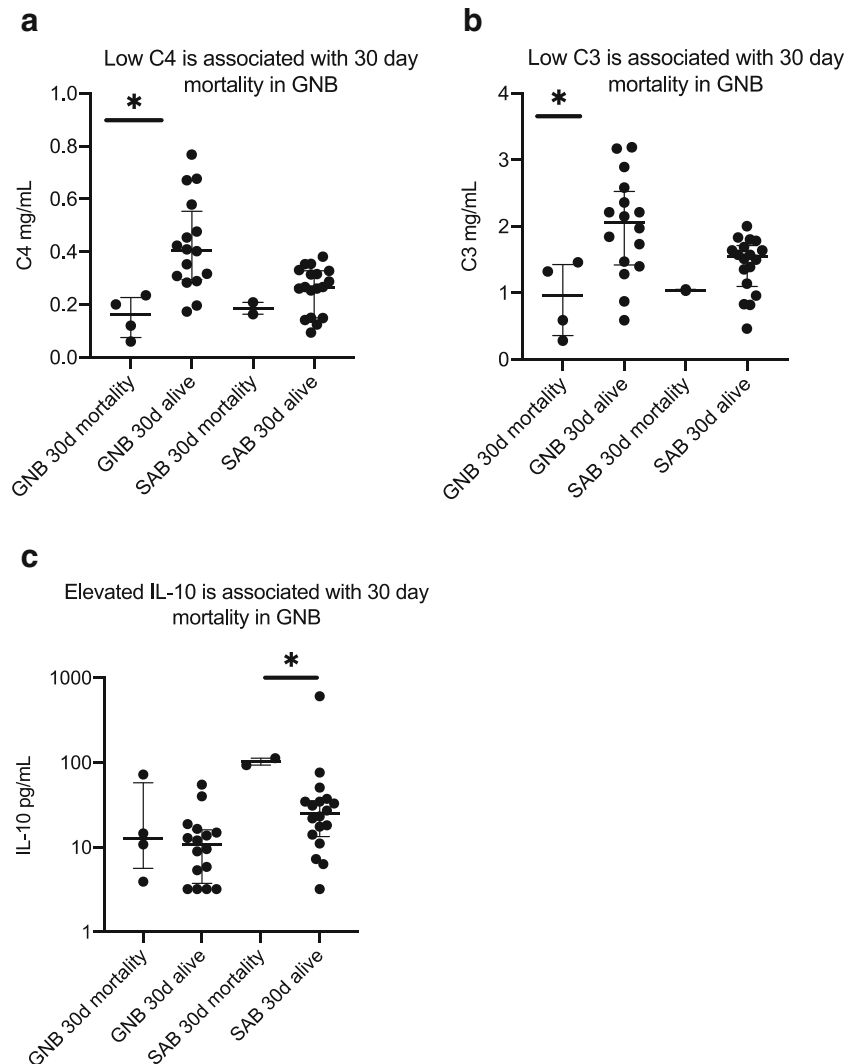 a
Low C4 is associated with 30 day
mortality in GNB
*
1.0
0.8
0.6
0.4
0.2
0.0
C4 mg/mL
GNB 30d mortality
GNB 30d alive
SAB 30d mortality
SAB 30d alive
b
Low C3 is associated with 30 day
mortality in GNB
*
4
3
2
1
0
C3 mg/mL
GNB 30d mortality
GNB 30d alive
SAB 30d mortality
SAB 30d alive
c
Elevated IL-10 is associated with 30 day
mortality in GNB
*
1000
100
10
1
IL-10 pg/mL
GNB 30d mortality
GNB 30d alive
SAB 30d mortality
SAB 30d alive